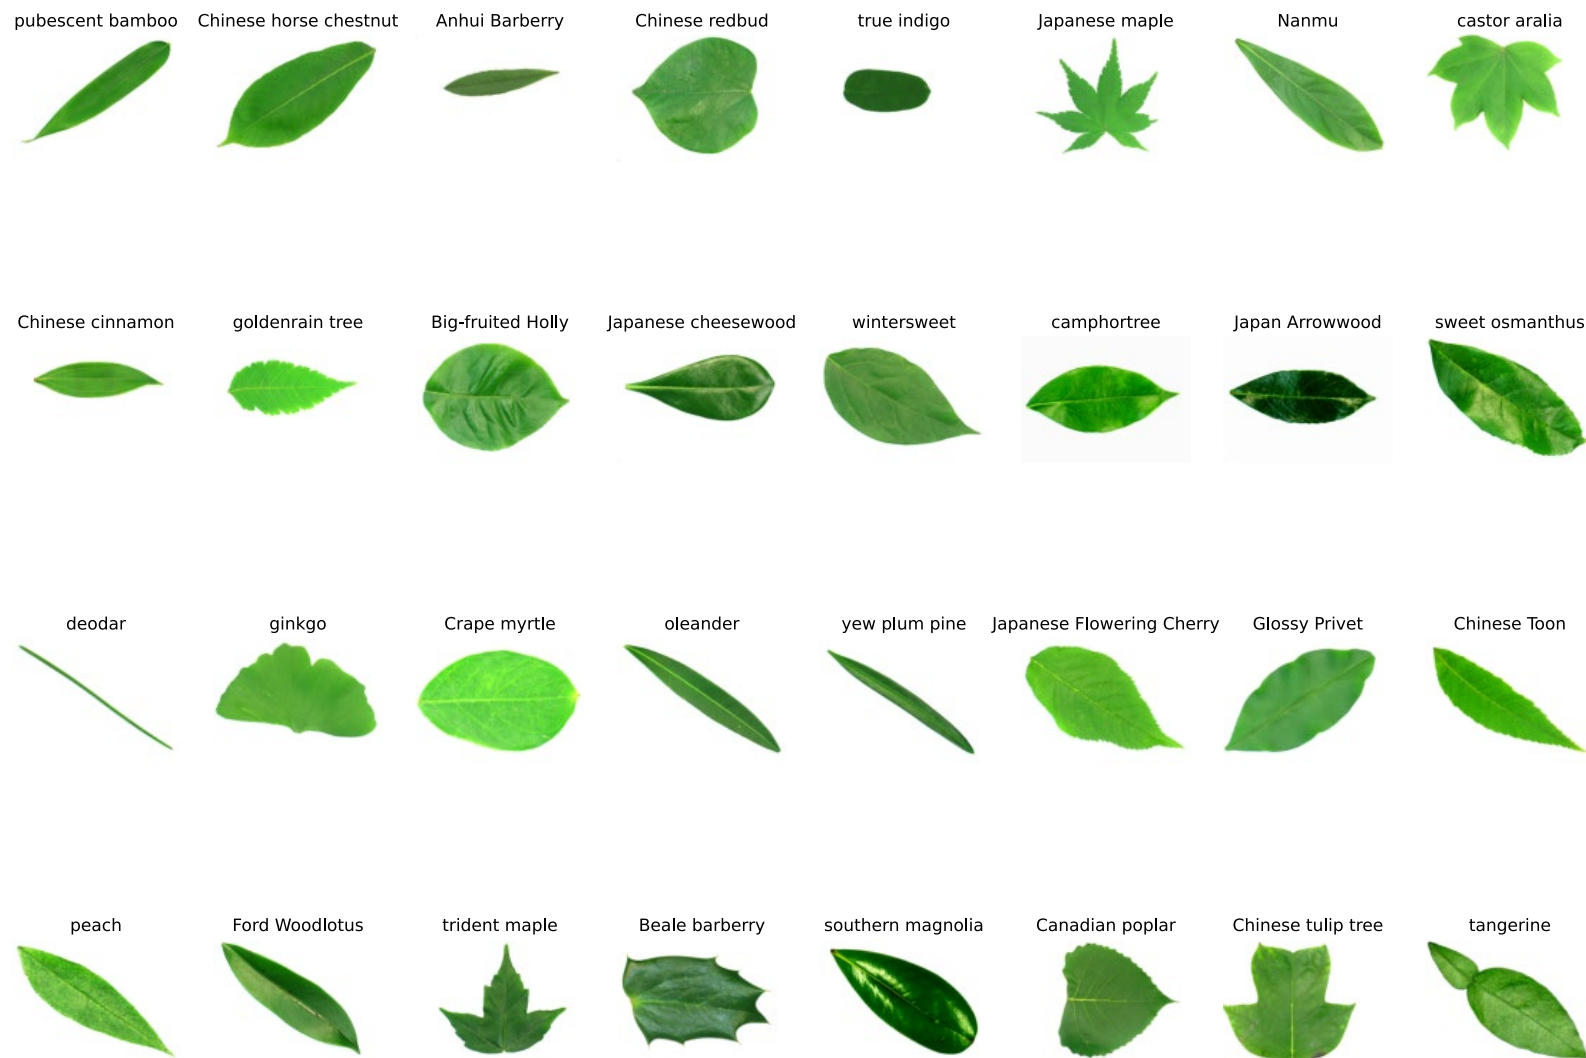 pubescent bamboo
Chinese horse chestnut
Anhui Barberry
Chinese redbud
true indigo
Japanese maple
Nanmu
castor aralia
Chinese cinnamon
goldenrain tree
Big-fruited Holly
Japanese cheesewood
wintersweet
camphortree
Japan Arrowwood
sweet osmanthus
deodar
ginkgo
Crape myrtle
oleander
yew plum pine
Japanese Flowering Cherry
Glossy Privet
Chinese Toon
peach
Ford Woodlotus
trident maple
Beale barberry
southern magnolia
Canadian poplar
Chinese tulip tree
tangerine